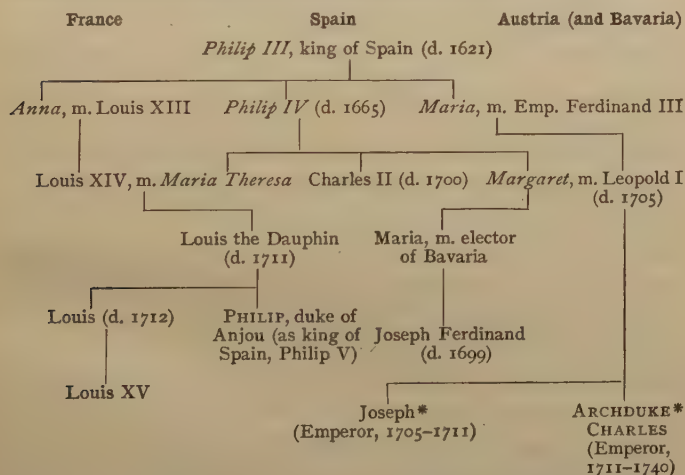 France Spain Austria (and Bavaria)
Philip III, king of Spain (d. 1621)
Anna, m. Louis XIII Philip IV (d. 1665) Maria, m. Emp. Ferdinand III
Louis XIV, m. Maria Theresa Charles II (d. 1700) Margaret, m. Leopold I
(d. 1705)
Louis the Dauphin
(d. 1711)
Maria, m. elector
of Bavaria
Louis (d. 1712)
PHILIP, duke of
Anjou (as king of
Spain, Philip V)
Joseph Ferdinand
(d. 1699)
Louis XV
Joseph*
(Emperor, 1705–1711)
ARCHDUKE*
CHARLES
(Emperor,
1711–1740)